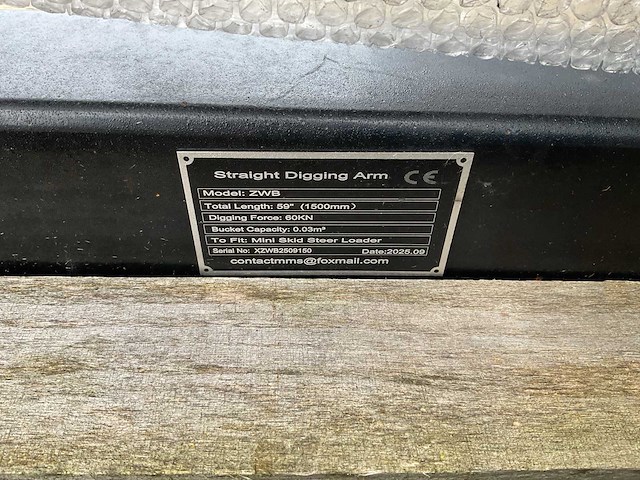 Straight Digging Arm CE
Model: ZWB
Total Length: 59" (1500mm)
Digging Force: 60KN
Bucket Capacity: 0.03m³
To Fit: Mini Skid Steer Loader
Serial No: XZWB2509150 Date:2025.09
contactmms@foxmail.com